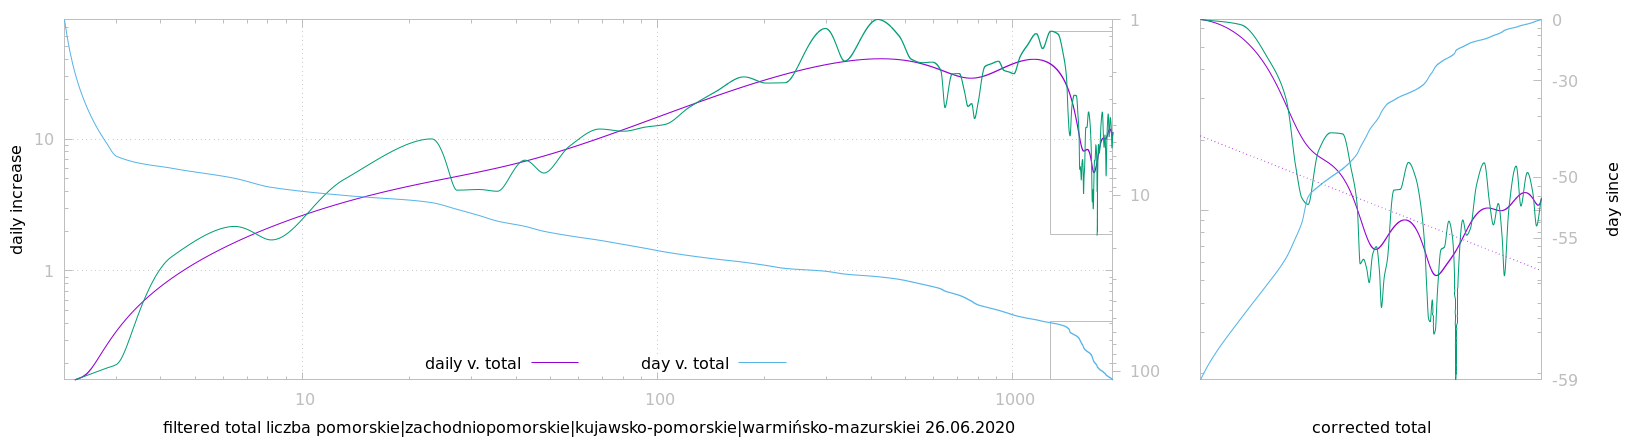 1
0
-30
10
daily increase
-50
day since
10
-55
1
daily v. total
day v. total
100
-59
10
100
1000
filtered total liczba pomorskie|zachodniopomorskie|kujawsko-pomorskie|warmińsko-mazurskiei 26.06.2020
corrected total